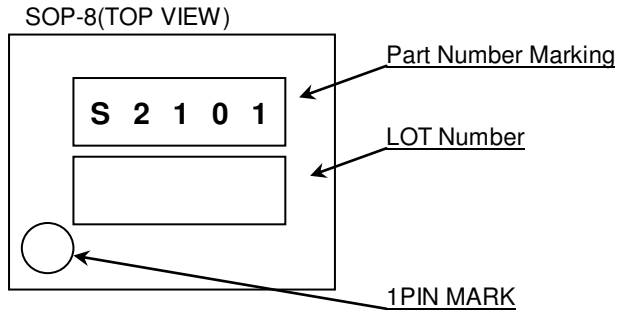 SOP-8(TOP VIEW)
Part Number Marking
S 2 1 0 1
LOT Number
1PIN MARK